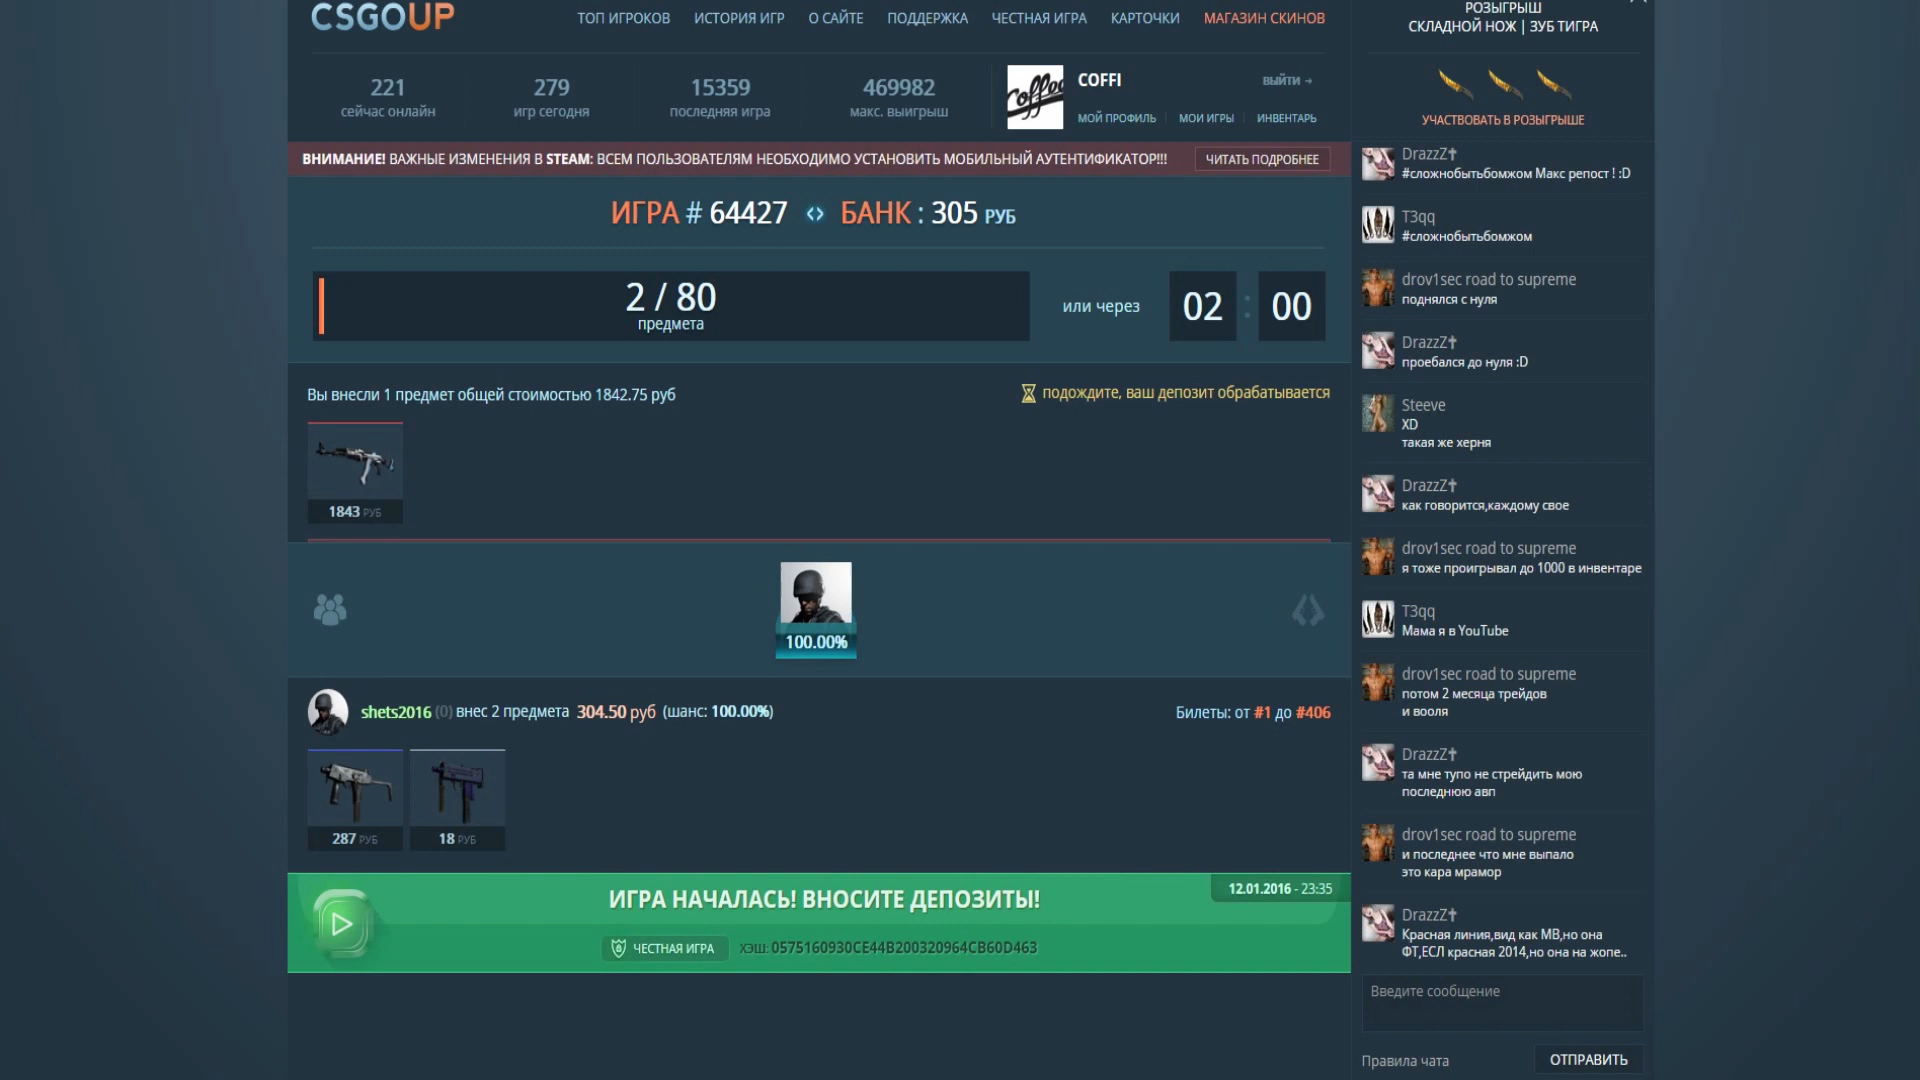 CSGOUP
ТОП ИГРОКОВ ИСТОРИЯ ИГР О САЙТЕ ПОДДЕРЖКА ЧЕСТНАЯ ИГРА КАРТОЧКИ МАГАЗИН СКИНОВ
221 279 15359 469982
сейчас онлайн игр сегодня последняя игра макс. выигрыш
Coffee
COFFI
ВЫЙТИ →
МОЙ ПРОФИЛЬ МОИ ИГРЫ ИНВЕНТАРЬ
ВНИМАНИЕ! ВАЖНЫЕ ИЗМЕНЕНИЯ В STEAM: ВСЕМ ПОЛЬЗОВАТЕЛЯМ НЕОБХОДИМО УСТАНОВИТЬ МОБИЛЬНЫЙ АУТЕНТИФИКАТОР!!! ЧИТАТЬ ПОДРОБНЕЕ
ИГРА # 64427 БАНК : 305 РУБ
2 / 80
предмета
или через 02 : 00
Вы внесли 1 предмет общей стоимостью 1842.75 руб
подождите, ваш депозит обрабатывается
1843 РУБ
100.00%
shets2016 (0) внес 2 предмета 304.50 руб (шанс: 100.00%)
Билеты: от #1 до #406
287 РУБ 18 РУБ
ИГРА НАЧАЛАСЬ! ВНОСИТЕ ДЕПОЗИТЫ!
12.01.2016 - 23:35
ЧЕСТНАЯ ИГРА ХЭШ: 0575160930CE44B200320964CB60D463
РОЗЫГРЫШ
СКЛАДНОЙ НОЖ | ЗУБ ТИГРА
УЧАСТВОВАТЬ В РОЗЫГРЫШЕ
DrazzZ✝
#сложнобытьбомжом Макс репост ! :D
T3qq
#сложнобытьбомжом
drov1sec road to supreme
поднялся с нуля
DrazzZ✝
проебался до нуля :D
Steeve
XD
такая же херня
DrazzZ✝
как говорится,каждому свое
drov1sec road to supreme
я тоже проигрывал до 1000 в инвентаре
T3qq
Мама я в YouTube
drov1sec road to supreme
потом 2 месяца трейдов
и вооля
DrazzZ✝
та мне тупо не стрейдить мою
последнюю авп
drov1sec road to supreme
и последнее что мне выпало
это кара мрамор
DrazzZ✝
Красная линия,вид как МВ,но она
ФТ,ЕСЛ красная 2014,но она на жопе..
Введите сообщение
Правила чата ОТПРАВИТЬ